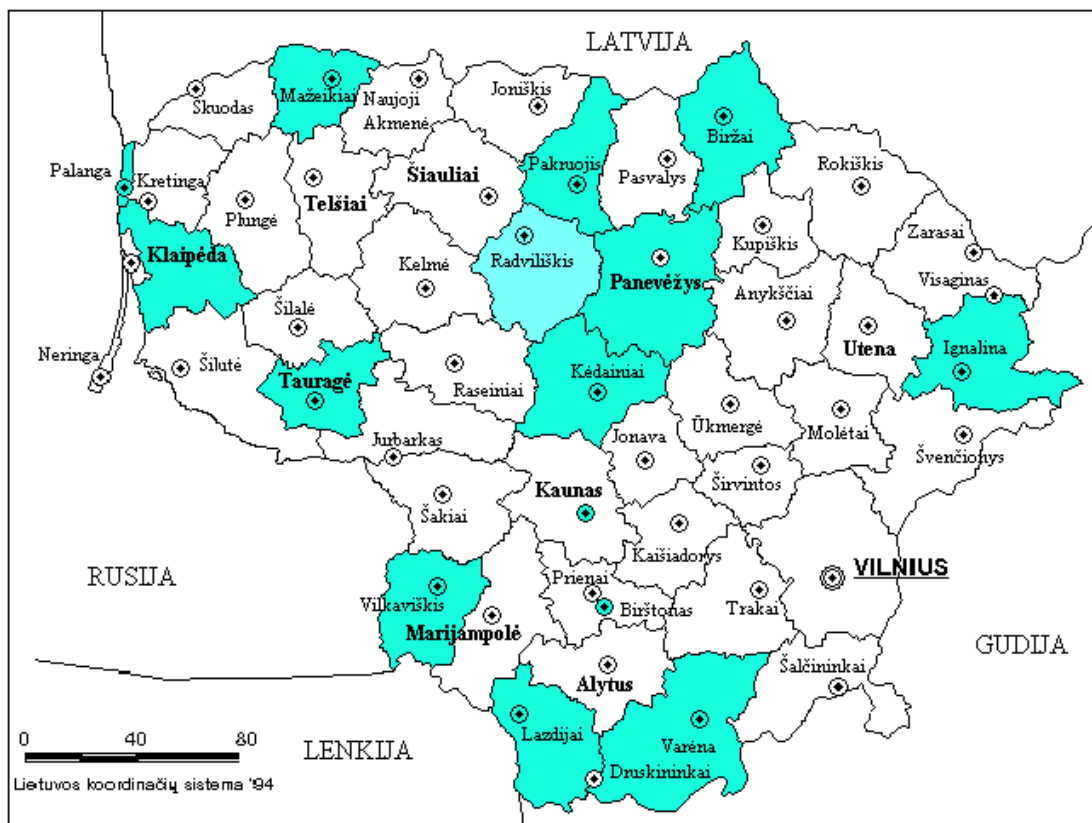 LATVIJA
Skuodas
Mažeikiai
Naujoji
Akmenė
Joniškis
Biržai
Palanga
Kretinga
Plungė
Telšiai
Šiauliai
Pakruojis
Pasvalys
Rokiškis
Klaipėda
Kelmė
Radviliškis
Panevėžys
Kupiškis
Zarasai
Visaginas
Anykščiai
Šilalė
Utena
Ignalina
Neringa
Šilutė
Tauragė
Raseiniai
Kėdainiai
Ūkmergė
Molėtai
Jurbarkas
Jonava
Švenčionys
Širvintos
Kaunas
Šakiai
Kaišiadorys
RUSIJA
VILNIUS
Prienai
Vilkaviškis
Birštonas
Trakai
Marijampolė
GUDIJA
Alytus
Šalčininkai
Lazdijai
Varėna
LENKIJA
Druskininkai
0 40 80
Lietuvos koordinačių sistema '94